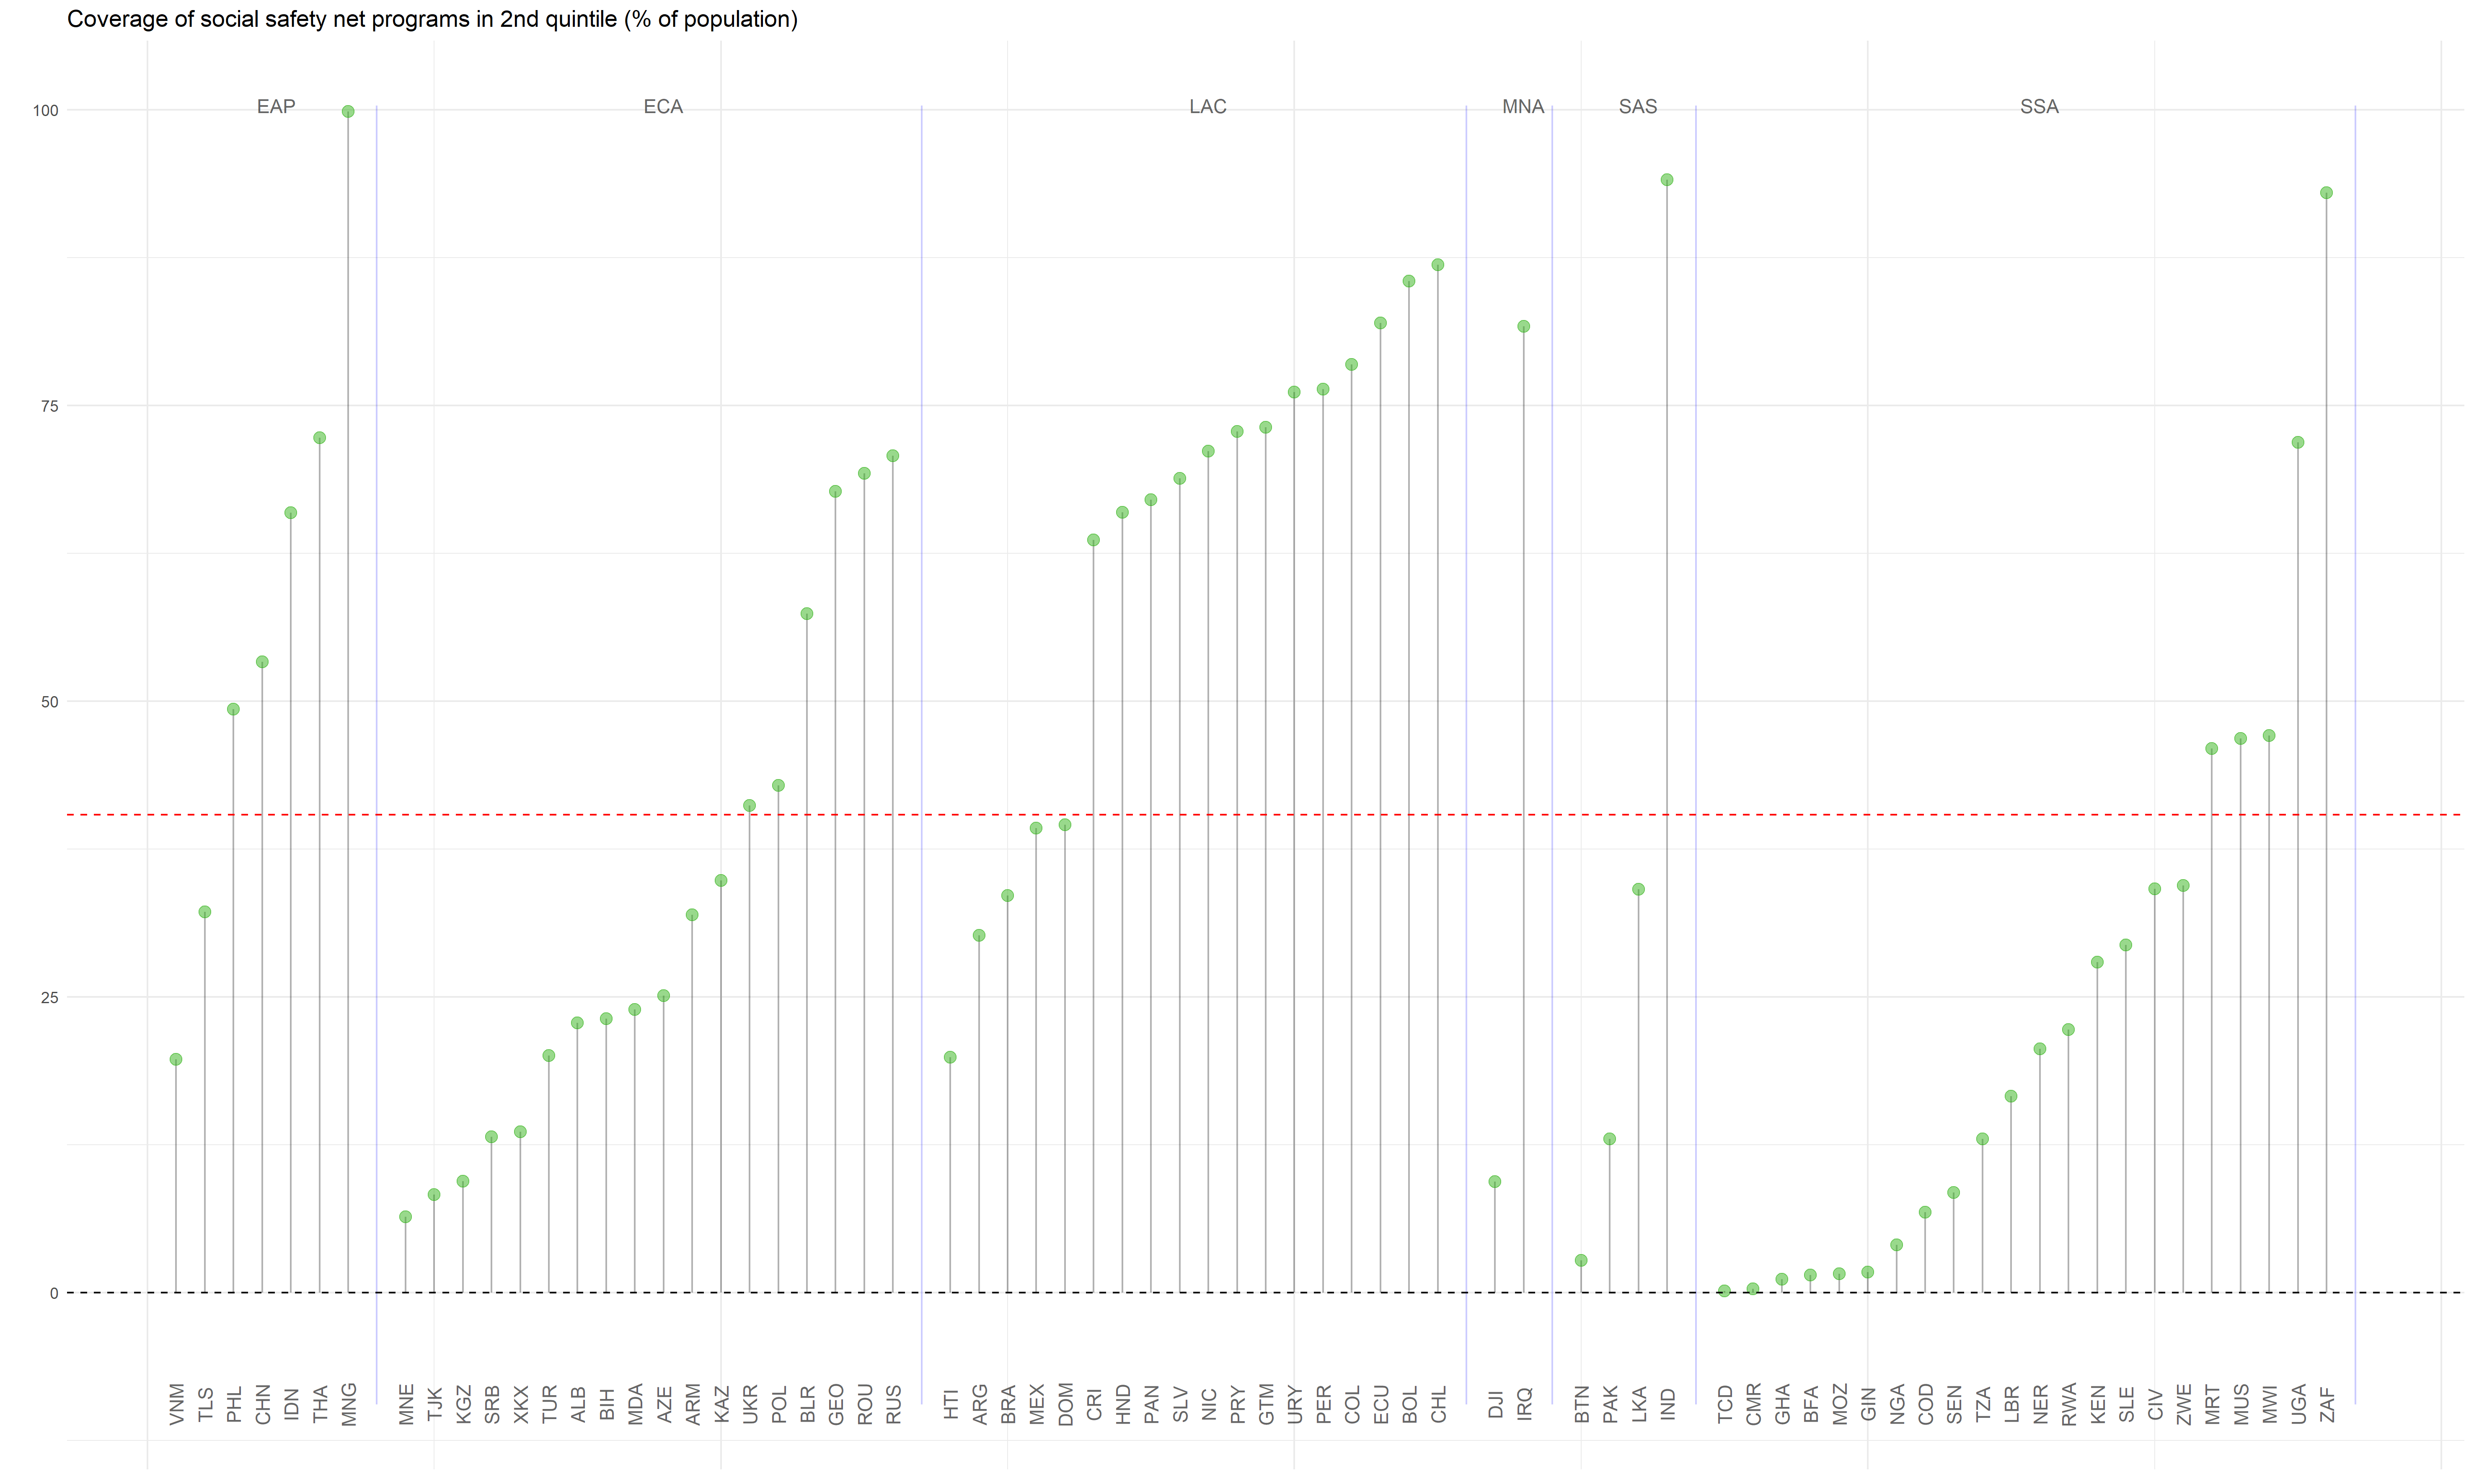 Coverage of social safety net programs in 2nd quintile (% of population)
EAP ECA LAC MNA SAS SSA
100
75
50
25
0
VNM TLS PHL CHN IDN THA MNG MNE TJK KGZ SRB XKX TUR ALB BIH MDA AZE ARM KAZ UKR POL BLR GEO ROU RUS HTI ARG BRA MEX DOM CRI HND PAN SLV NIC PRY GTM URY PER COL ECU BOL CHL DJI IRQ BTN PAK LKA IND TCD CMR GHA BFA MOZ GIN NGA COD SEN TZA LBR NER RWA KEN SLE CIV ZWE MRT MUS MWI UGA ZAF